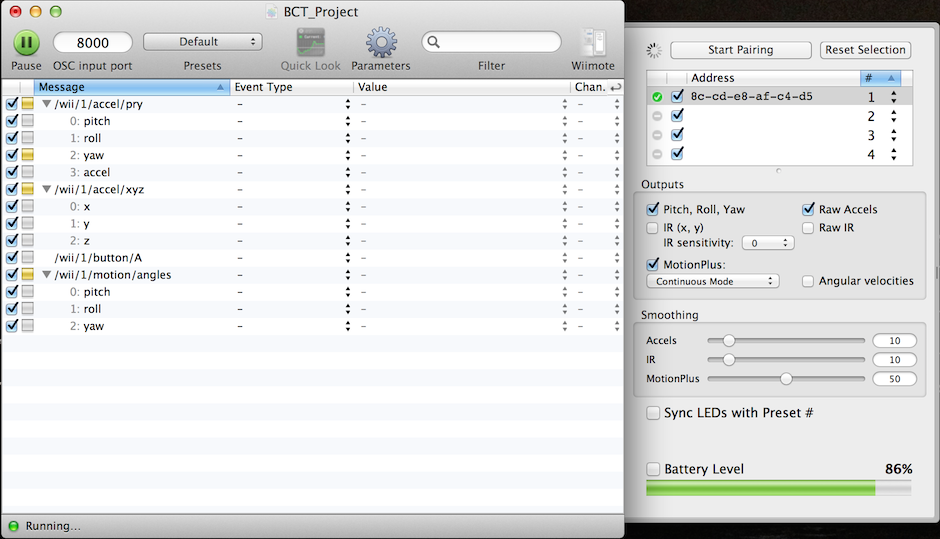 BCT_Project
8000
Default
Pause
OSC input port
Presets
Quick Look
Parameters
Filter
Wiimote
Message
Event Type
Value
Chan.
/wii/1/accel/pry
–
–
–
0: pitch
–
–
–
1: roll
–
–
–
2: yaw
–
–
–
3: accel
–
–
–
/wii/1/accel/xyz
–
–
–
0: x
–
–
–
1: y
–
–
–
2: z
–
–
–
/wii/1/button/A
–
–
–
/wii/1/motion/angles
–
–
–
0: pitch
–
–
–
1: roll
–
–
–
2: yaw
–
–
–
Running...
Start Pairing
Reset Selection
Address
#
8c-cd-e8-af-c4-d5
1
2
3
4
Outputs
Pitch, Roll, Yaw
Raw Accels
IR (x, y)
Raw IR
IR sensitivity:
0
MotionPlus:
Continuous Mode
Angular velocities
Smoothing
Accels
10
IR
10
MotionPlus
50
Sync LEDs with Preset #
Battery Level
86%